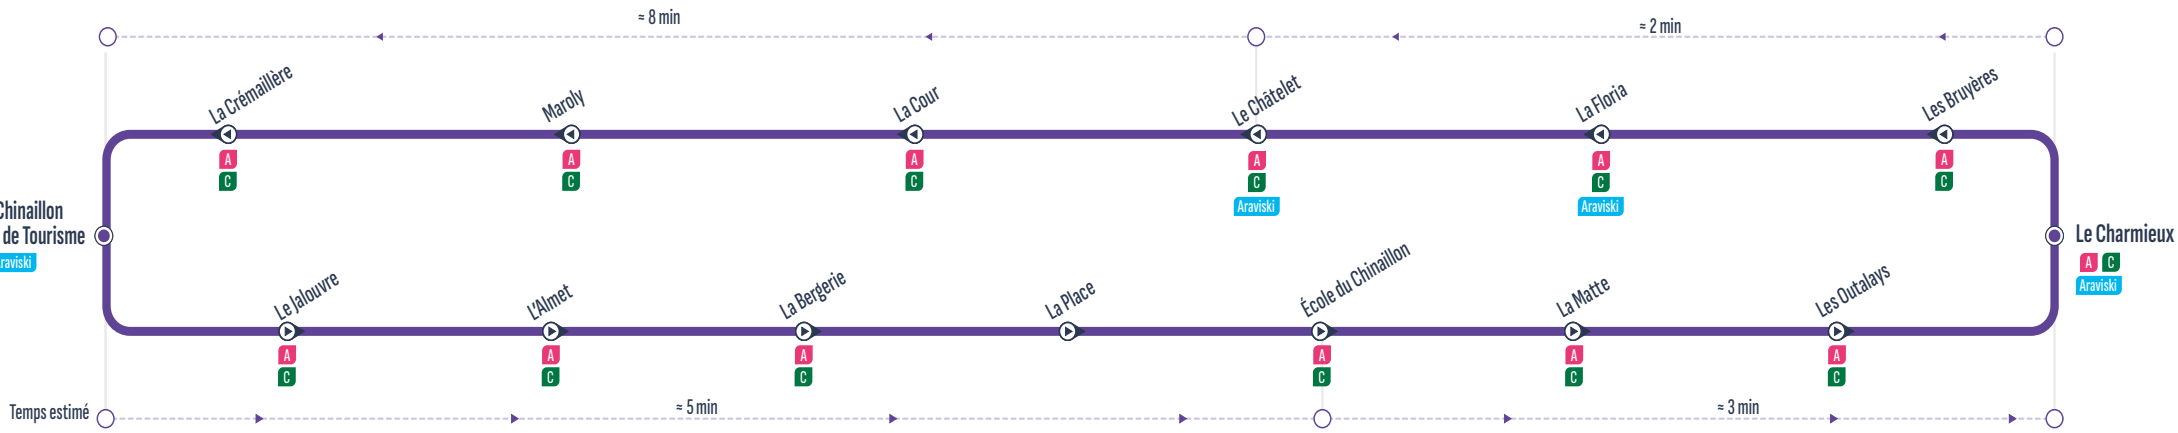 ≈ 8 min
≈ 2 min
La Crémaillère
Maroly
La Cour
Le Châtelet
La Floria
Les Bruyères
A
A
A
A
A
A
C
C
C
C
C
C
Araviski
Araviski
Chinaillon
de Tourisme
raviski
Le Charmieux
A C
Araviski
Le Jalouvre
L'Almet
La Bergerie
La Place
École du Chinaillon
La Matte
Les Outalays
A
A
A
A
A
A
C
C
C
C
C
C
Temps estimé
≈ 5 min
≈ 3 min